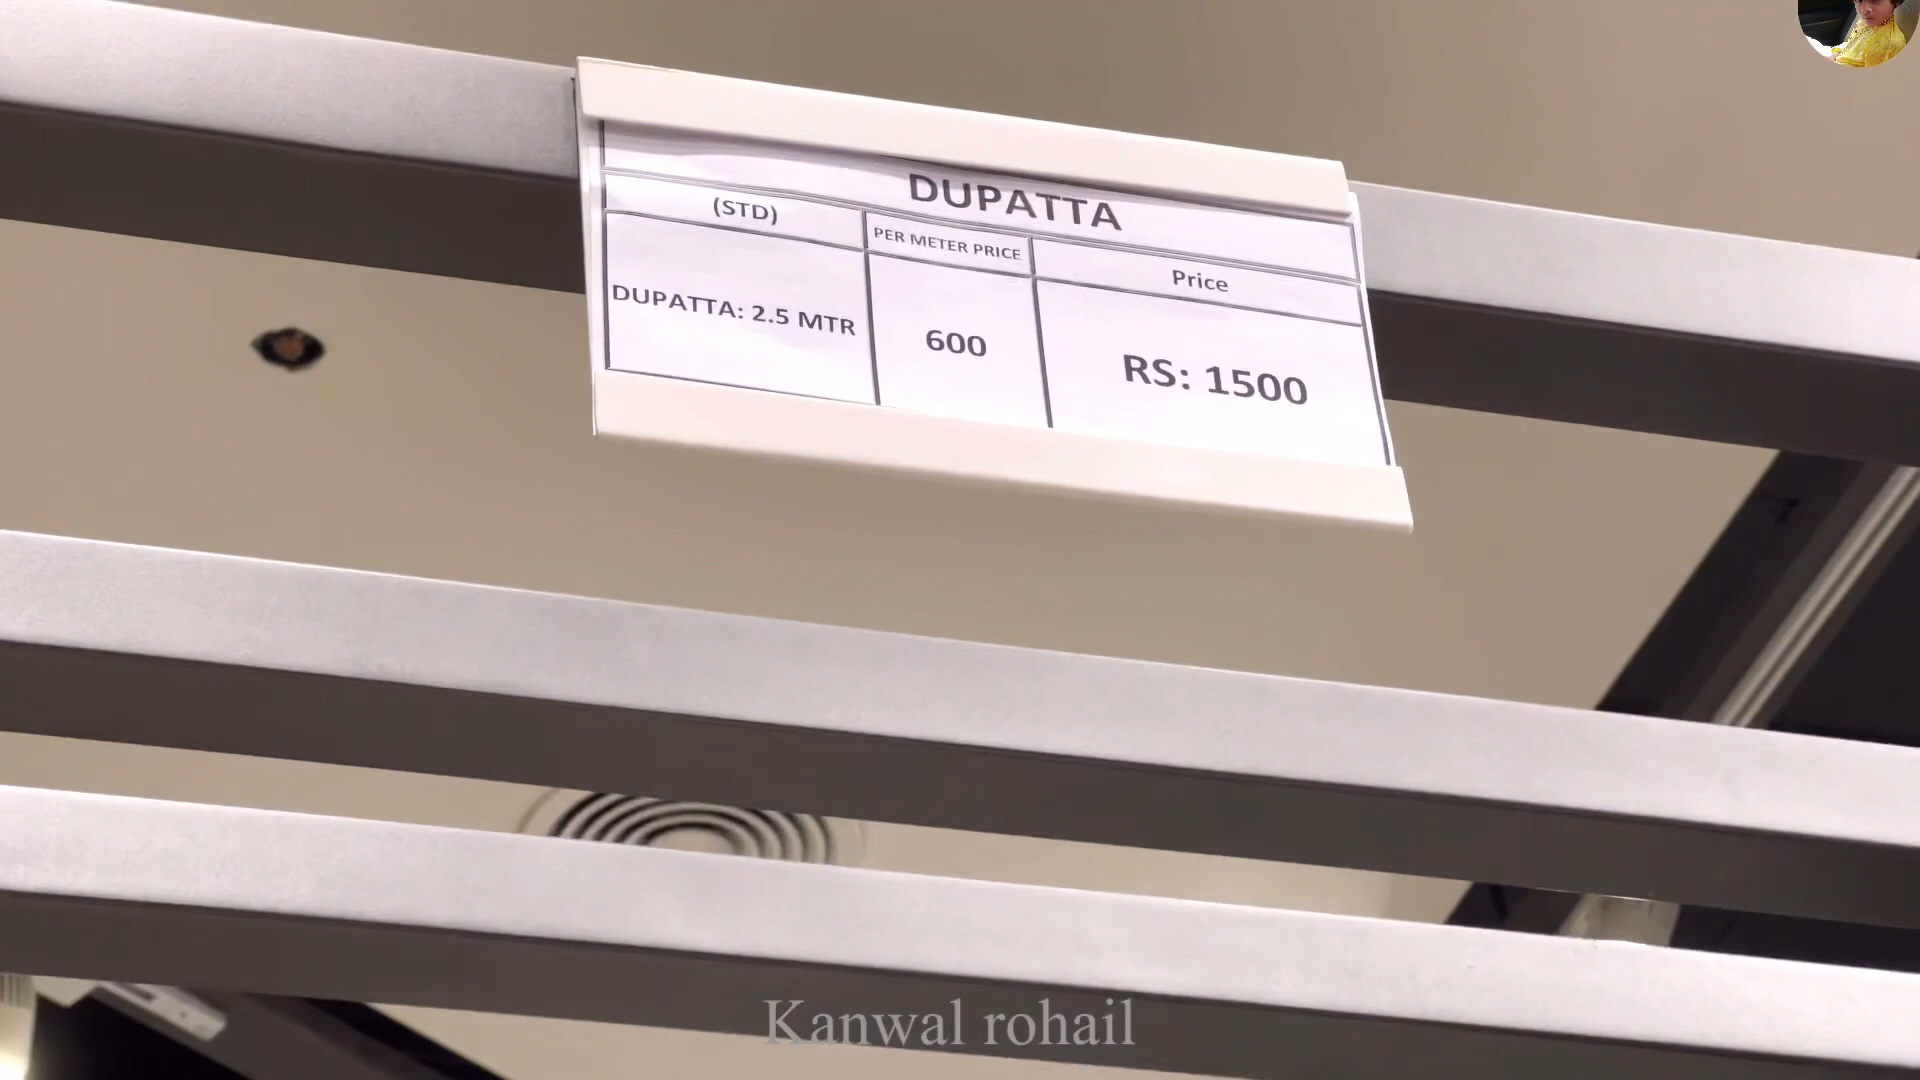 DUPATTA
(STD)
PER METER PRICE
Price
DUPATTA: 2.5 MTR
600
RS: 1500
Kanwal rohail